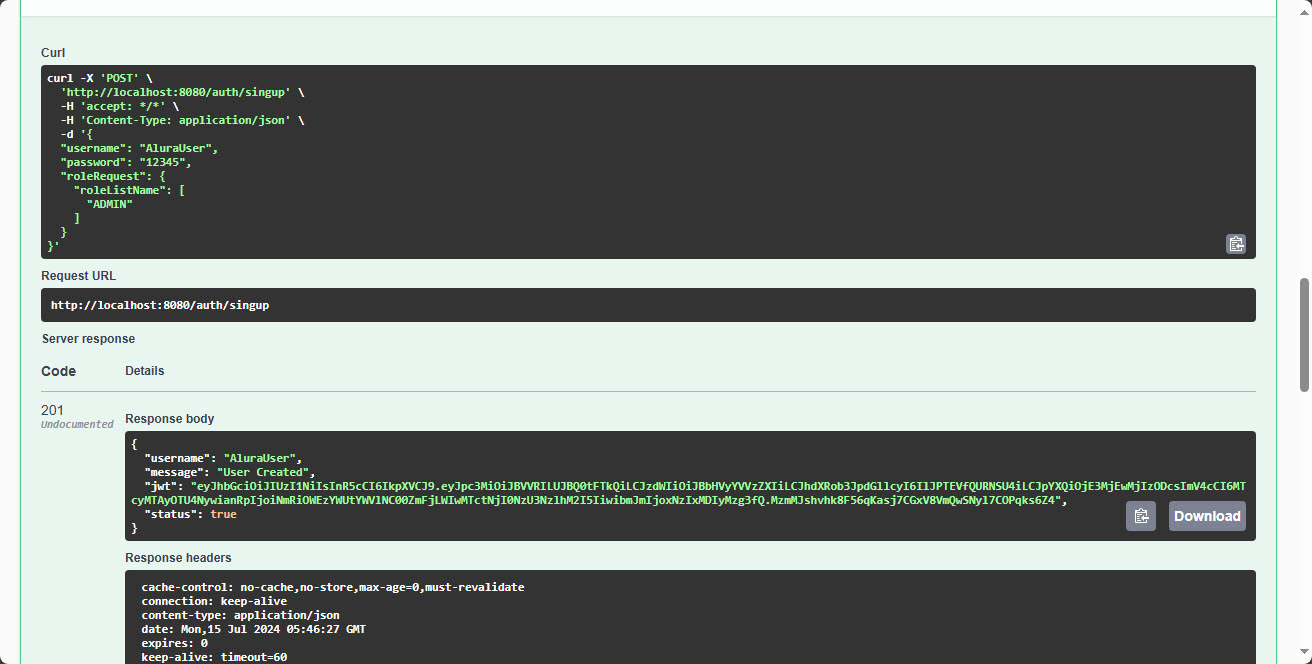 Curl
curl -X 'POST' \
'http://localhost:8080/auth/singup' \
-H 'accept: */*' \
-H 'Content-Type: application/json' \
-d '{
"username": "AluraUser",
"password": "12345",
"roleRequest": {
"roleListName": [
"ADMIN"
]
}
}'
Request URL
http://localhost:8080/auth/singup
Server response
Code Details
201
Undocumented
Response body
{
"username": "AluraUser",
"message": "User Created",
"jwt":
"status": true
}
Download
Response headers
cache-control: no-cache,no-store,max-age=0,must-revalidate
connection: keep-alive
content-type: application/json
date: Mon,15 Jul 2024 05:46:27 GMT
expires: 0
keep-alive: timeout=60